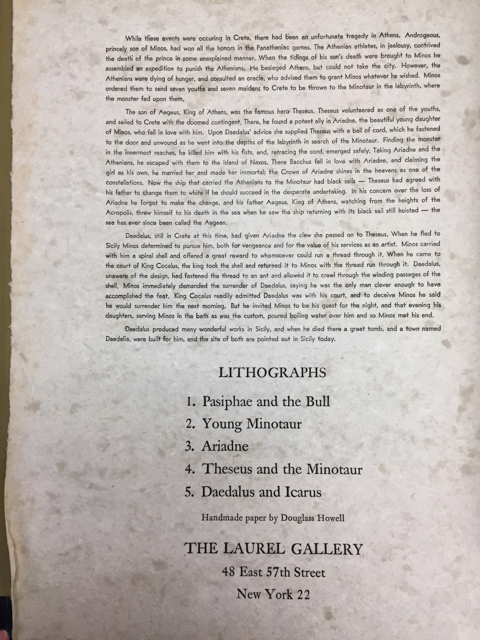 While these events were occuring in Crete, there had been an unfortunate tragedy in Athens. Androgeos,
princely son of Minos, had won all the honors in the Panathenaic games. The Athenian athletes, in jealousy, contrived
the death of the prince in some unexplained manner. When the tidings of his son's death were brought to Minos he
assembled an expedition to punish the Athenians. He besieged Athens, but could not take the city. However, the
Athenians were dying of hunger, and consulted an oracle, who advised them to grant Minos whatever he wished. Minos
ordered them to send seven youths and seven maidens to Crete to be thrown to the Minotaur in the labyrinth, where
the monster fed upon them.
The son of Aegeus, King of Athens, was the famous hero Theseus. Theseus volunteered as one of the youths,
and sailed to Crete with the doomed contingent. There, he found a potent ally in Ariadne, the beautiful young daughter
of Minos, who fell in love with him. Upon Daedalus' advice she supplied Theseus with a ball of cord, which he fastened
to the door and unwound as he went into the depths of the labyrinth in search of the Minotaur. Finding the monster
in the innermost reaches, he killed him with his fists, and, retracing the cord, emerged safely. Taking Ariadne and the
Athenians, he escaped with them to the island of Naxos. There Bacchus fell in love with Ariadne, and claiming the
girl as his own, he married her and made her immortal; the Crown of Ariadne shines in the heavens as one of the
constellations. Now the ship that carried the Athenians to the Minotaur had black sails — Theseus had agreed with
his father to change them to white if he should succeed in the desperate undertaking. In his concern over the loss of
Ariadne he forgot to make the change, and his father Aegeus, King of Athens, watching from the heights of the
Acropolis, threw himself to his death in the sea when he saw the ship returning with its black sail still hoisted — the
sea has ever since been called the Aegean.
Daedalus, still in Crete at this time, had given Ariadne the clew she passed on to Theseus. When he fled to
Sicily Minos determined to pursue him, both for vengeance and for the value of his services as an artist. Minos carried
with him a spiral shell and offered a great reward to whomsoever could run a thread through it. When he came to
the court of King Cocalus, the king took the shell and returned it to Minos with the thread run through it. Daedalus,
unaware of the design, had fastened the thread to an ant and allowed it to crawl through the winding passages of the
shell. Minos immediately demanded the surrender of Daedalus, saying he was the only man clever enough to have
accomplished the feat. King Cocalus readily admitted Daedalus was with his court, and to deceive Minos he said
he would surrender him the next morning. But he invited Minos to be his guest for the night, and that evening his
daughters, serving Minos in the bath as was the custom, poured boiling water over him and so Minos met his end.
Daedalus produced many wonderful works in Sicily, and when he died there a great tomb, and a town named
Daedalia, were built for him, and the site of both are pointed out in Sicily today.
LITHOGRAPHS
1. Pasiphae and the Bull
2. Young Minotaur
3. Ariadne
4. Theseus and the Minotaur
5. Daedalus and Icarus
Handmade paper by Douglass Howell
THE LAUREL GALLERY
48 East 57th Street
New York 22